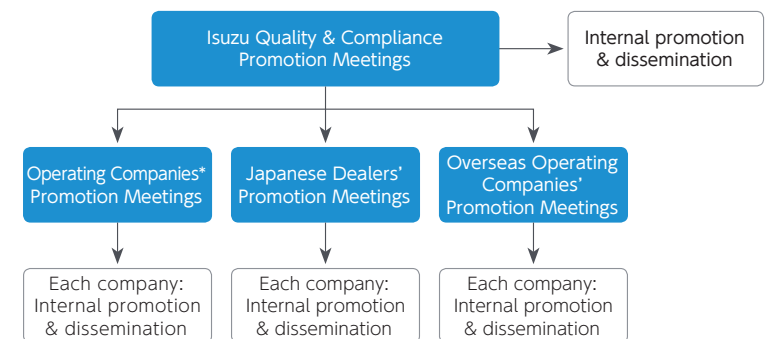 Isuzu Quality & Compliance
Promotion Meetings
Internal promotion
& dissemination
Operating Companies*
Promotion Meetings
Japanese Dealers’
Promotion Meetings
Overseas Operating
Companies’
Promotion Meetings
Each company:
Internal promotion
& dissemination
Each company:
Internal promotion
& dissemination
Each company:
Internal promotion
& dissemination